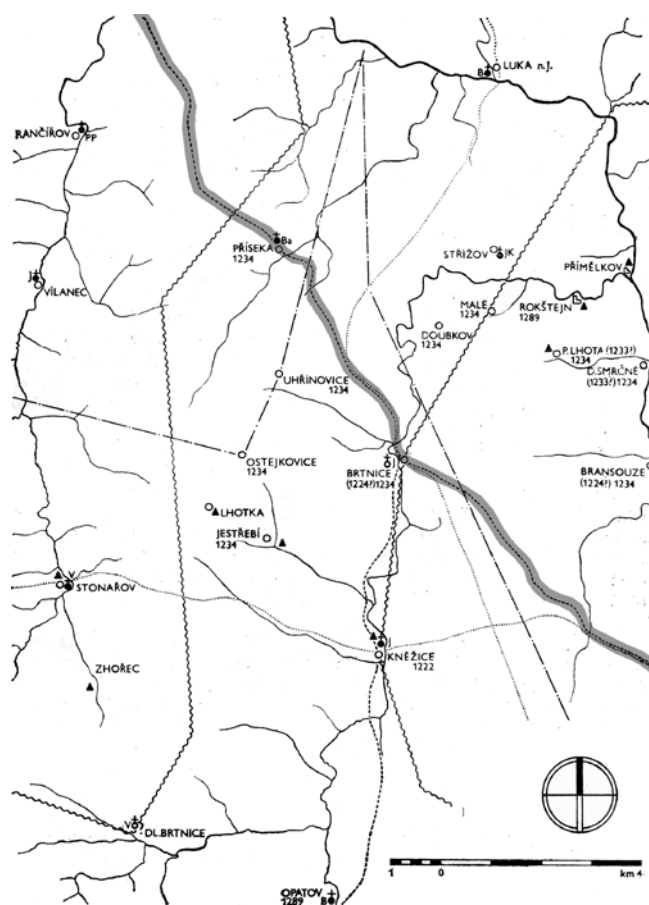 LUKA n.J.
B
RANČÍŘOV
PP
Ba
PŘÍSEKA
1234
STŘÍŽOV
JK
PŘÍMĚLKOV
J
VÍLANEC
MALÉ
1234
ROKŠTEJN
1289
DOUBKOV
1234
P.LHOTA (1233?)
1234
D.SMRČNÉ
(1233?) 1234
UHŘÍNOVICE
1234
OSTEJKOVICE
1234
BRTNICE
(1224?) 1234
J
BRANSOUZE
(1224?) 1234
LHOTKA
JESTŘEBÍ
1234
V
STONAŘOV
J
KNĚŽICE
1222
ZHOŘEC
V ?
DL.BRTNICE
OPATOV
1289
B
1 0 km 4